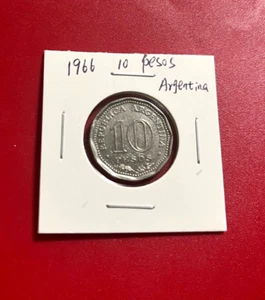 1966 10 pesos
Argentina
REPUBLICA ARGENTINA
10
PESOS